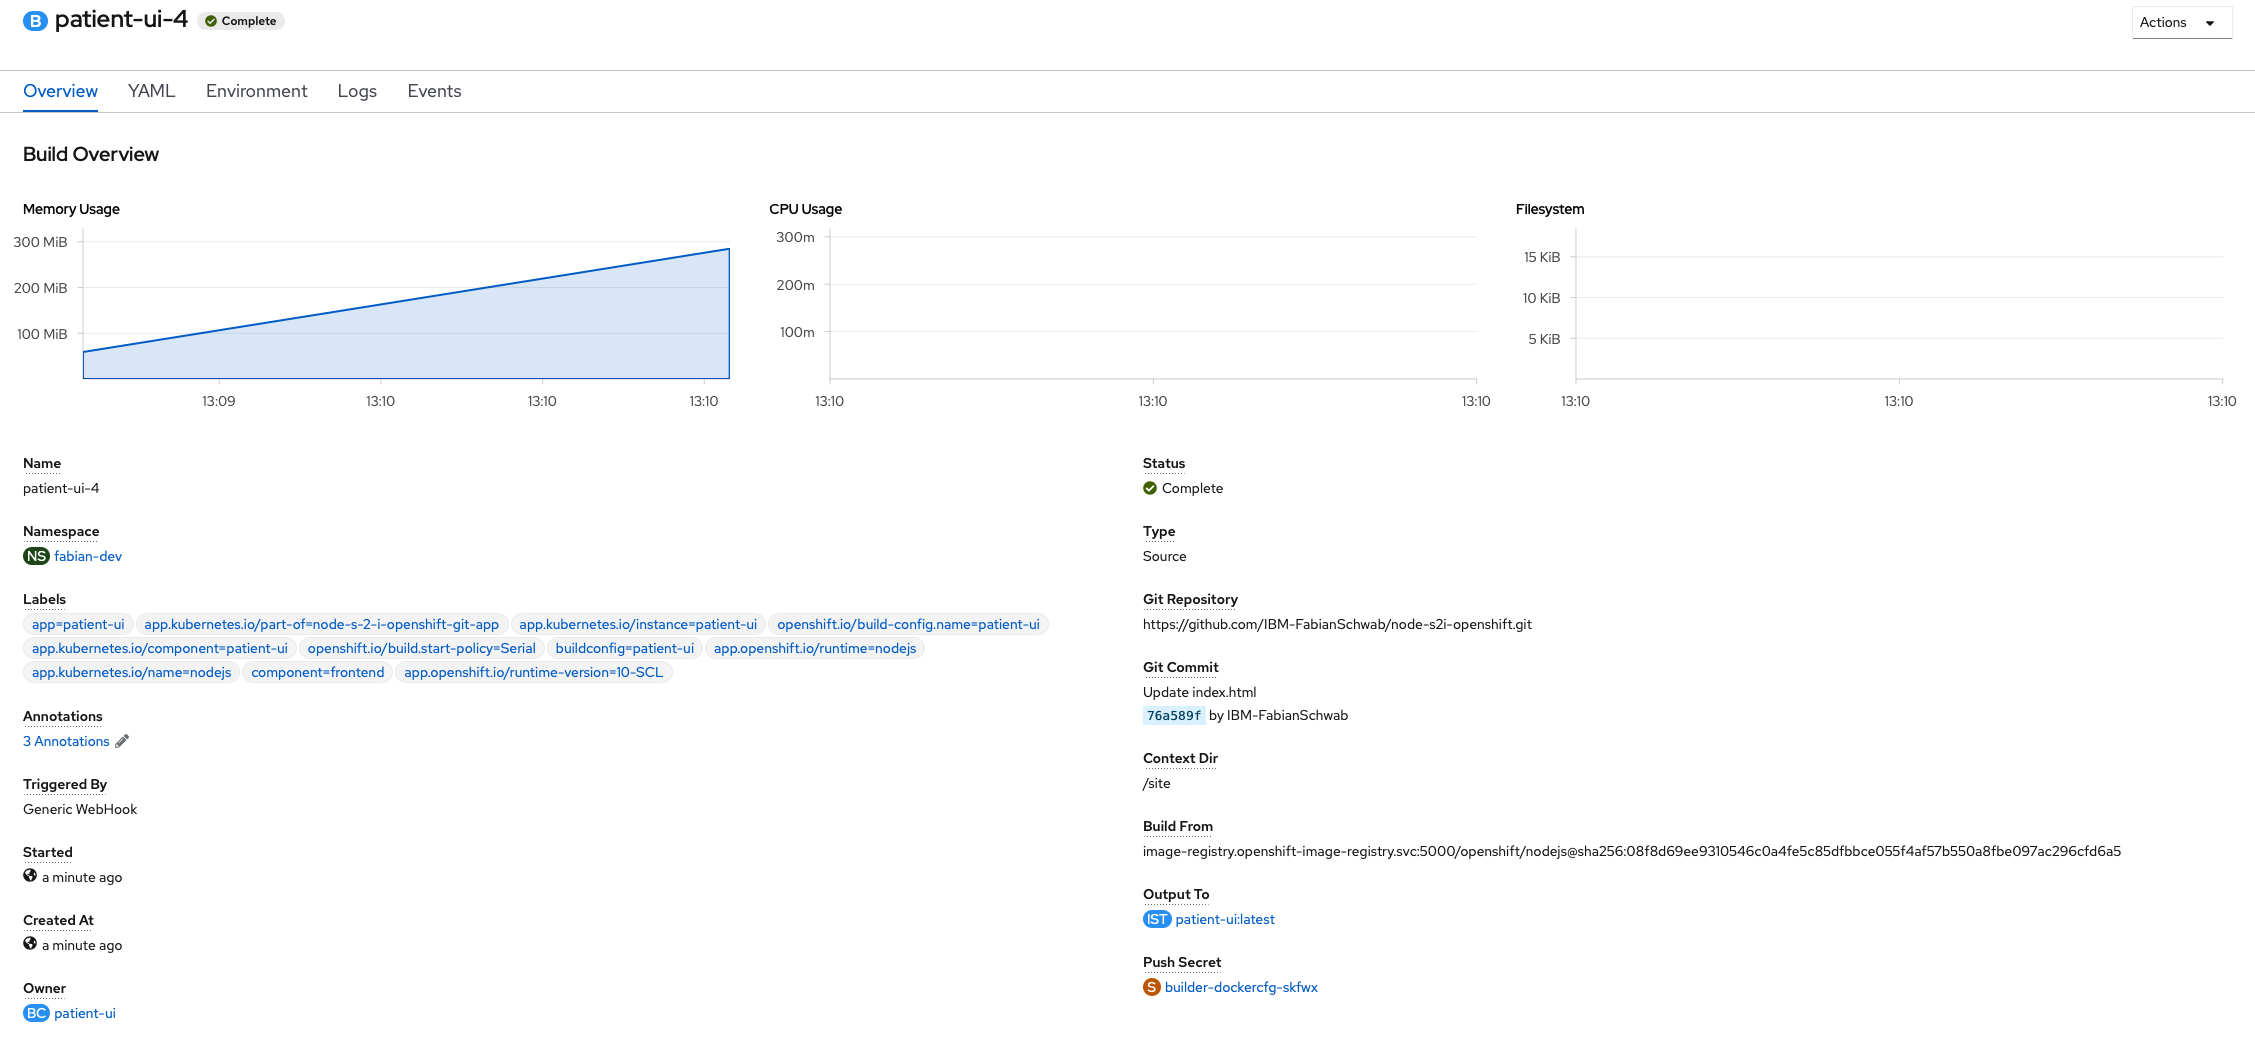 B patient-ui-4 Complete
Actions
Overview YAML Environment Logs Events
Build Overview
Memory Usage
300 MiB
200 MiB
100 MiB
13:09 13:10 13:10 13:10
CPU Usage
300m
200m
100m
13:10 13:10 13:10
Filesystem
15 KiB
10 KiB
5 KiB
13:10 13:10 13:10
Name
patient-ui-4
Namespace
NS fabian-dev
Labels
app=patient-ui app.kubernetes.io/part-of=node-s-2-i-openshift-git-app app.kubernetes.io/instance=patient-ui openshift.io/build-config.name=patient-ui
app.kubernetes.io/component=patient-ui openshift.io/build.start-policy=Serial buildconfig=patient-ui app.openshift.io/runtime=nodejs
app.kubernetes.io/name=nodejs component=frontend app.openshift.io/runtime-version=10-SCL
Annotations
3 Annotations
Triggered By
Generic WebHook
Started
a minute ago
Created At
a minute ago
Owner
BC patient-ui
Status
Complete
Type
Source
Git Repository
https://github.com/IBM-FabianSchwab/node-s2i-openshift.git
Git Commit
Update index.html
76a589f by IBM-FabianSchwab
Context Dir
/site
Build From
image-registry.openshift-image-registry.svc:5000/openshift/nodejs@sha256:08f8d69ee9310546c0a4fe5c85dfbbce055f4af57b550a8fbe097ac296cfd6a5
Output To
IST patient-ui:latest
Push Secret
S builder-dockercfg-skfwx